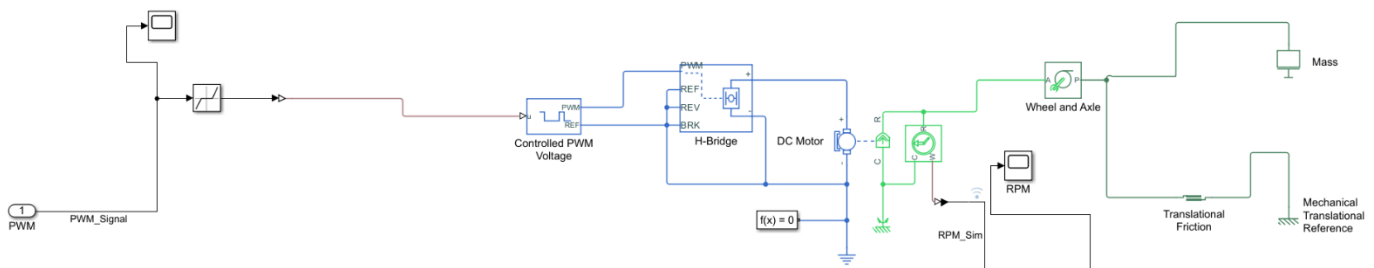 1
PWM
PWM_Signal
u
PWM
REF
Controlled PWM
Voltage
PWM
REF
REV
BRK
+
-
H-Bridge
DC Motor
+
-
f(x) = 0
R
C
R
C
W
RPM_Sim
RPM
A
P
Wheel and Axle
Mass
Translational
Friction
Mechanical
Translational
Reference